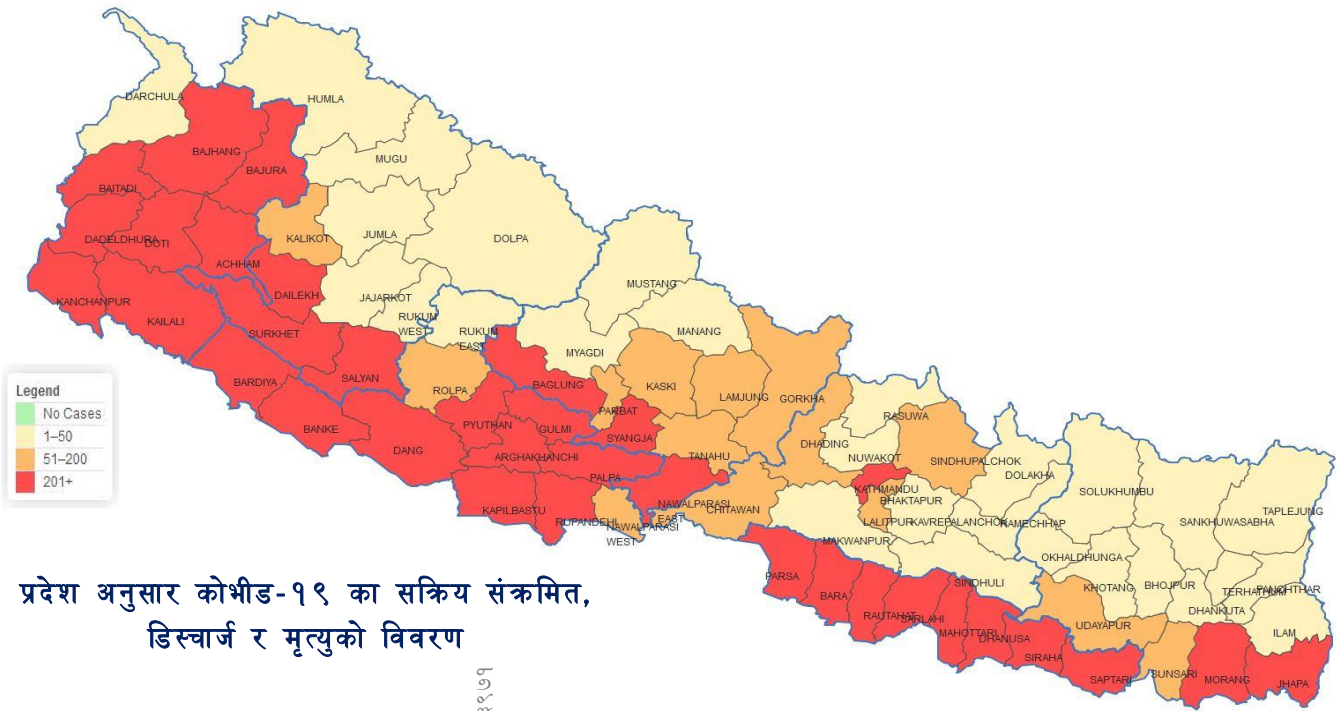 DARCHULA
HUMLA
BAJHANG
BAJURA
MUGU
BAITADI
DADELDHURA
DOTI
KALIKOT
JUMLA
DOLPA
ACHHAM
DAILEKH
JAJARKOT
KANCHANPUR
KAILALI
MUSTANG
SURKHET
RUKUM
WEST
RUKUM
EAST
MANANG
MYAGDI
BARDIYA
SALYAN
ROLPA
BAGLUNG
KASKI
LAMJUNG
GORKHA
PARBAT
RASUWA
BANKE
DANG
PYUTHAN
GULMI
SYANGJA
DHADING
NUWAKOT
SINDHUPALCHOK
ARGHAKHANCHI
TANAHU
DOLAKHA
PALPA
KATHMANDU
BHAKTAPUR
SOLUKHUMBU
TAPLEJUNG
KAPILBASTU
RUPANDEHI
NAWALPARASI
EAST
NAWALPARASI
WEST
CHITAWAN
LALITPUR
KAVREPALANCHOK
RAMECHHAP
SANKHUWASABHA
MAKWANPUR
OKHALDHUNGA
PARSA
SINDHULI
KHOTANG
BHOJPUR
TERHATHUM
PANCHTHAR
BARA
DHANKUTA
RAUTAHAT
SARLAHI
UDAYAPUR
ILAM
MAHOTTARI
DHANUSA
SIRAHA
SAPTARI
SUNSARI
MORANG
JHAPA
Legend
No Cases
1–50
51–200
201+
प्रदेश अनुसार कोभीड-१९ का सक्रिय संक्रमित,
डिस्चार्ज र मृत्युको विवरण